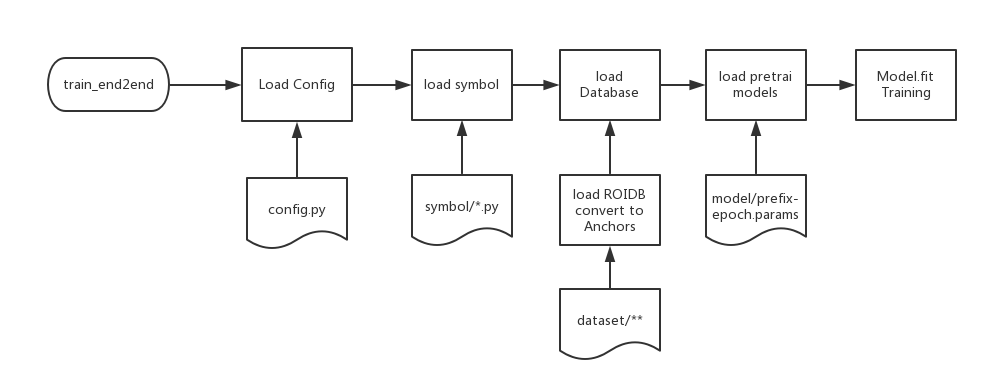 train_end2end
Load Config
load symbol
load
Database
load pretrai
models
Model.fit
Training
config.py
symbol/*.py
load ROIDB
convert to
Anchors
model/prefix-
epoch.params
dataset/**